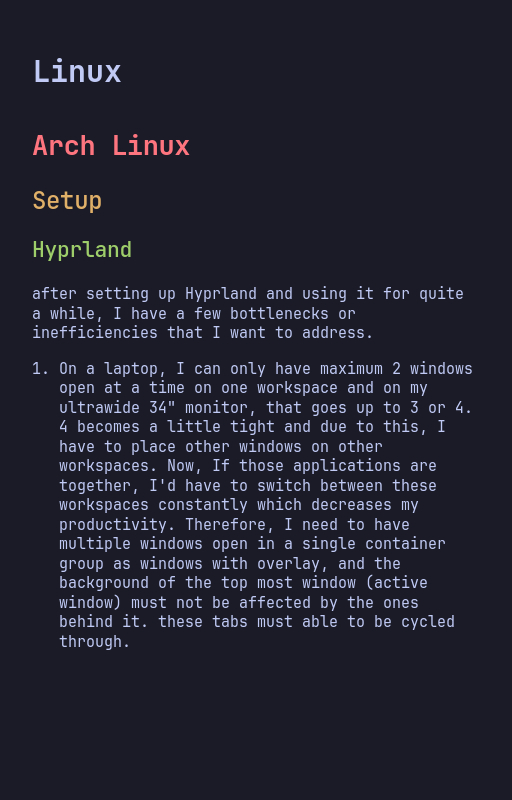 Linux
Arch Linux
Setup
Hyprland
after setting up Hyprland and using it for quite
a while, I have a few bottlenecks or
inefficiencies that I want to address.
1. On a laptop, I can only have maximum 2 windows
open at a time on one workspace and on my
ultrawide 34" monitor, that goes up to 3 or 4.
4 becomes a little tight and due to this, I
have to place other windows on other
workspaces. Now, If those applications are
together, I'd have to switch between these
workspaces constantly which decreases my
productivity. Therefore, I need to have
multiple windows open in a single container
group as windows with overlay, and the
background of the top most window (active
window) must not be affected by the ones
behind it. these tabs must able to be cycled
through.